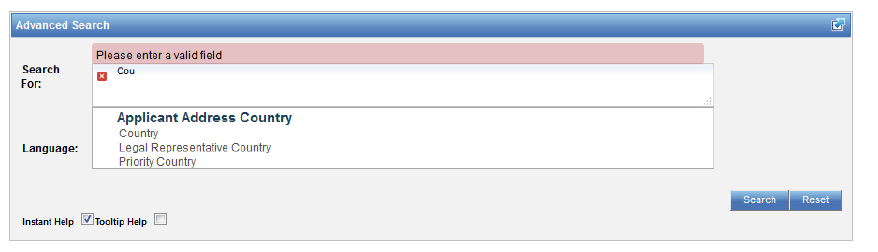 Advanced Search
Please enter a valid field
Search
For:
Cou
Applicant Address Country
Country
Language:
Legal Representative Country
Priority Country
Search
Reset
Instant Help
Tooltip Help